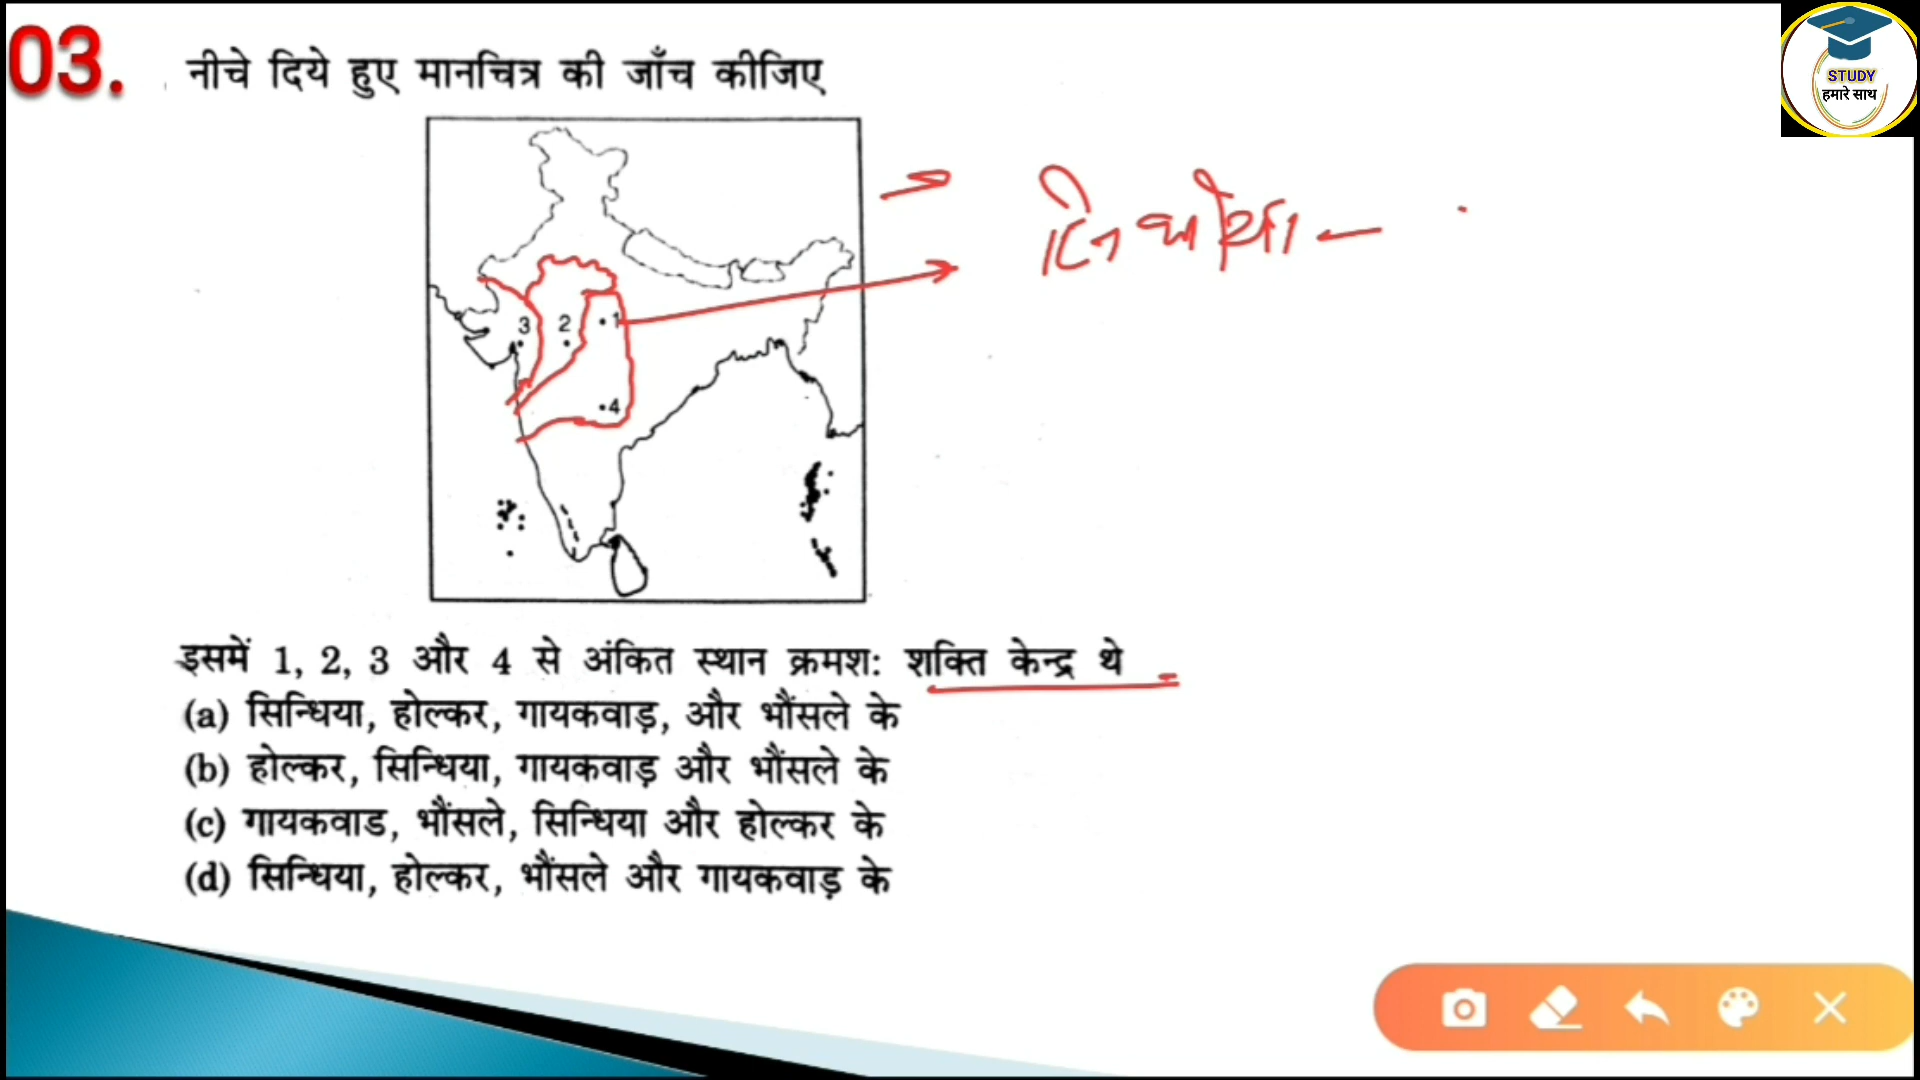 03. नीचे दिये हुए मानचित्र की जाँच कीजिए
STUDY
हमारे साथ
3 2 1
4
इसमें 1, 2, 3 और 4 से अंकित स्थान क्रमश: शक्ति केन्द्र थे
(a) सिन्धिया, होल्कर, गायकवाड़, और भौंसले के
(b) होल्कर, सिन्धिया, गायकवाड़ और भौंसले के
(c) गायकवाड, भौंसले, सिन्धिया और होल्कर के
(d) सिन्धिया, होल्कर, भौंसले और गायकवाड़ के